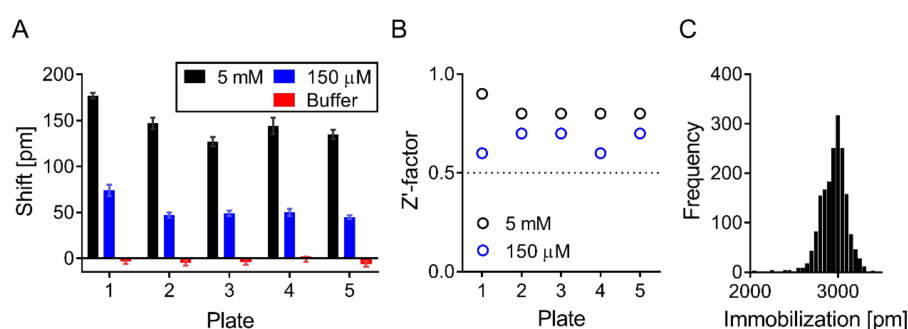 A
Shift [pm]
200
150
100
50
0
5 mM
150 μM
Buffer
1 2 3 4 5
Plate
B
Z'-factor
1.0
0.5
0.0
5 mM
150 μM
1 2 3 4 5
Plate
C
Frequency
400
300
200
100
0
2000 3000
Immobilization [pm]